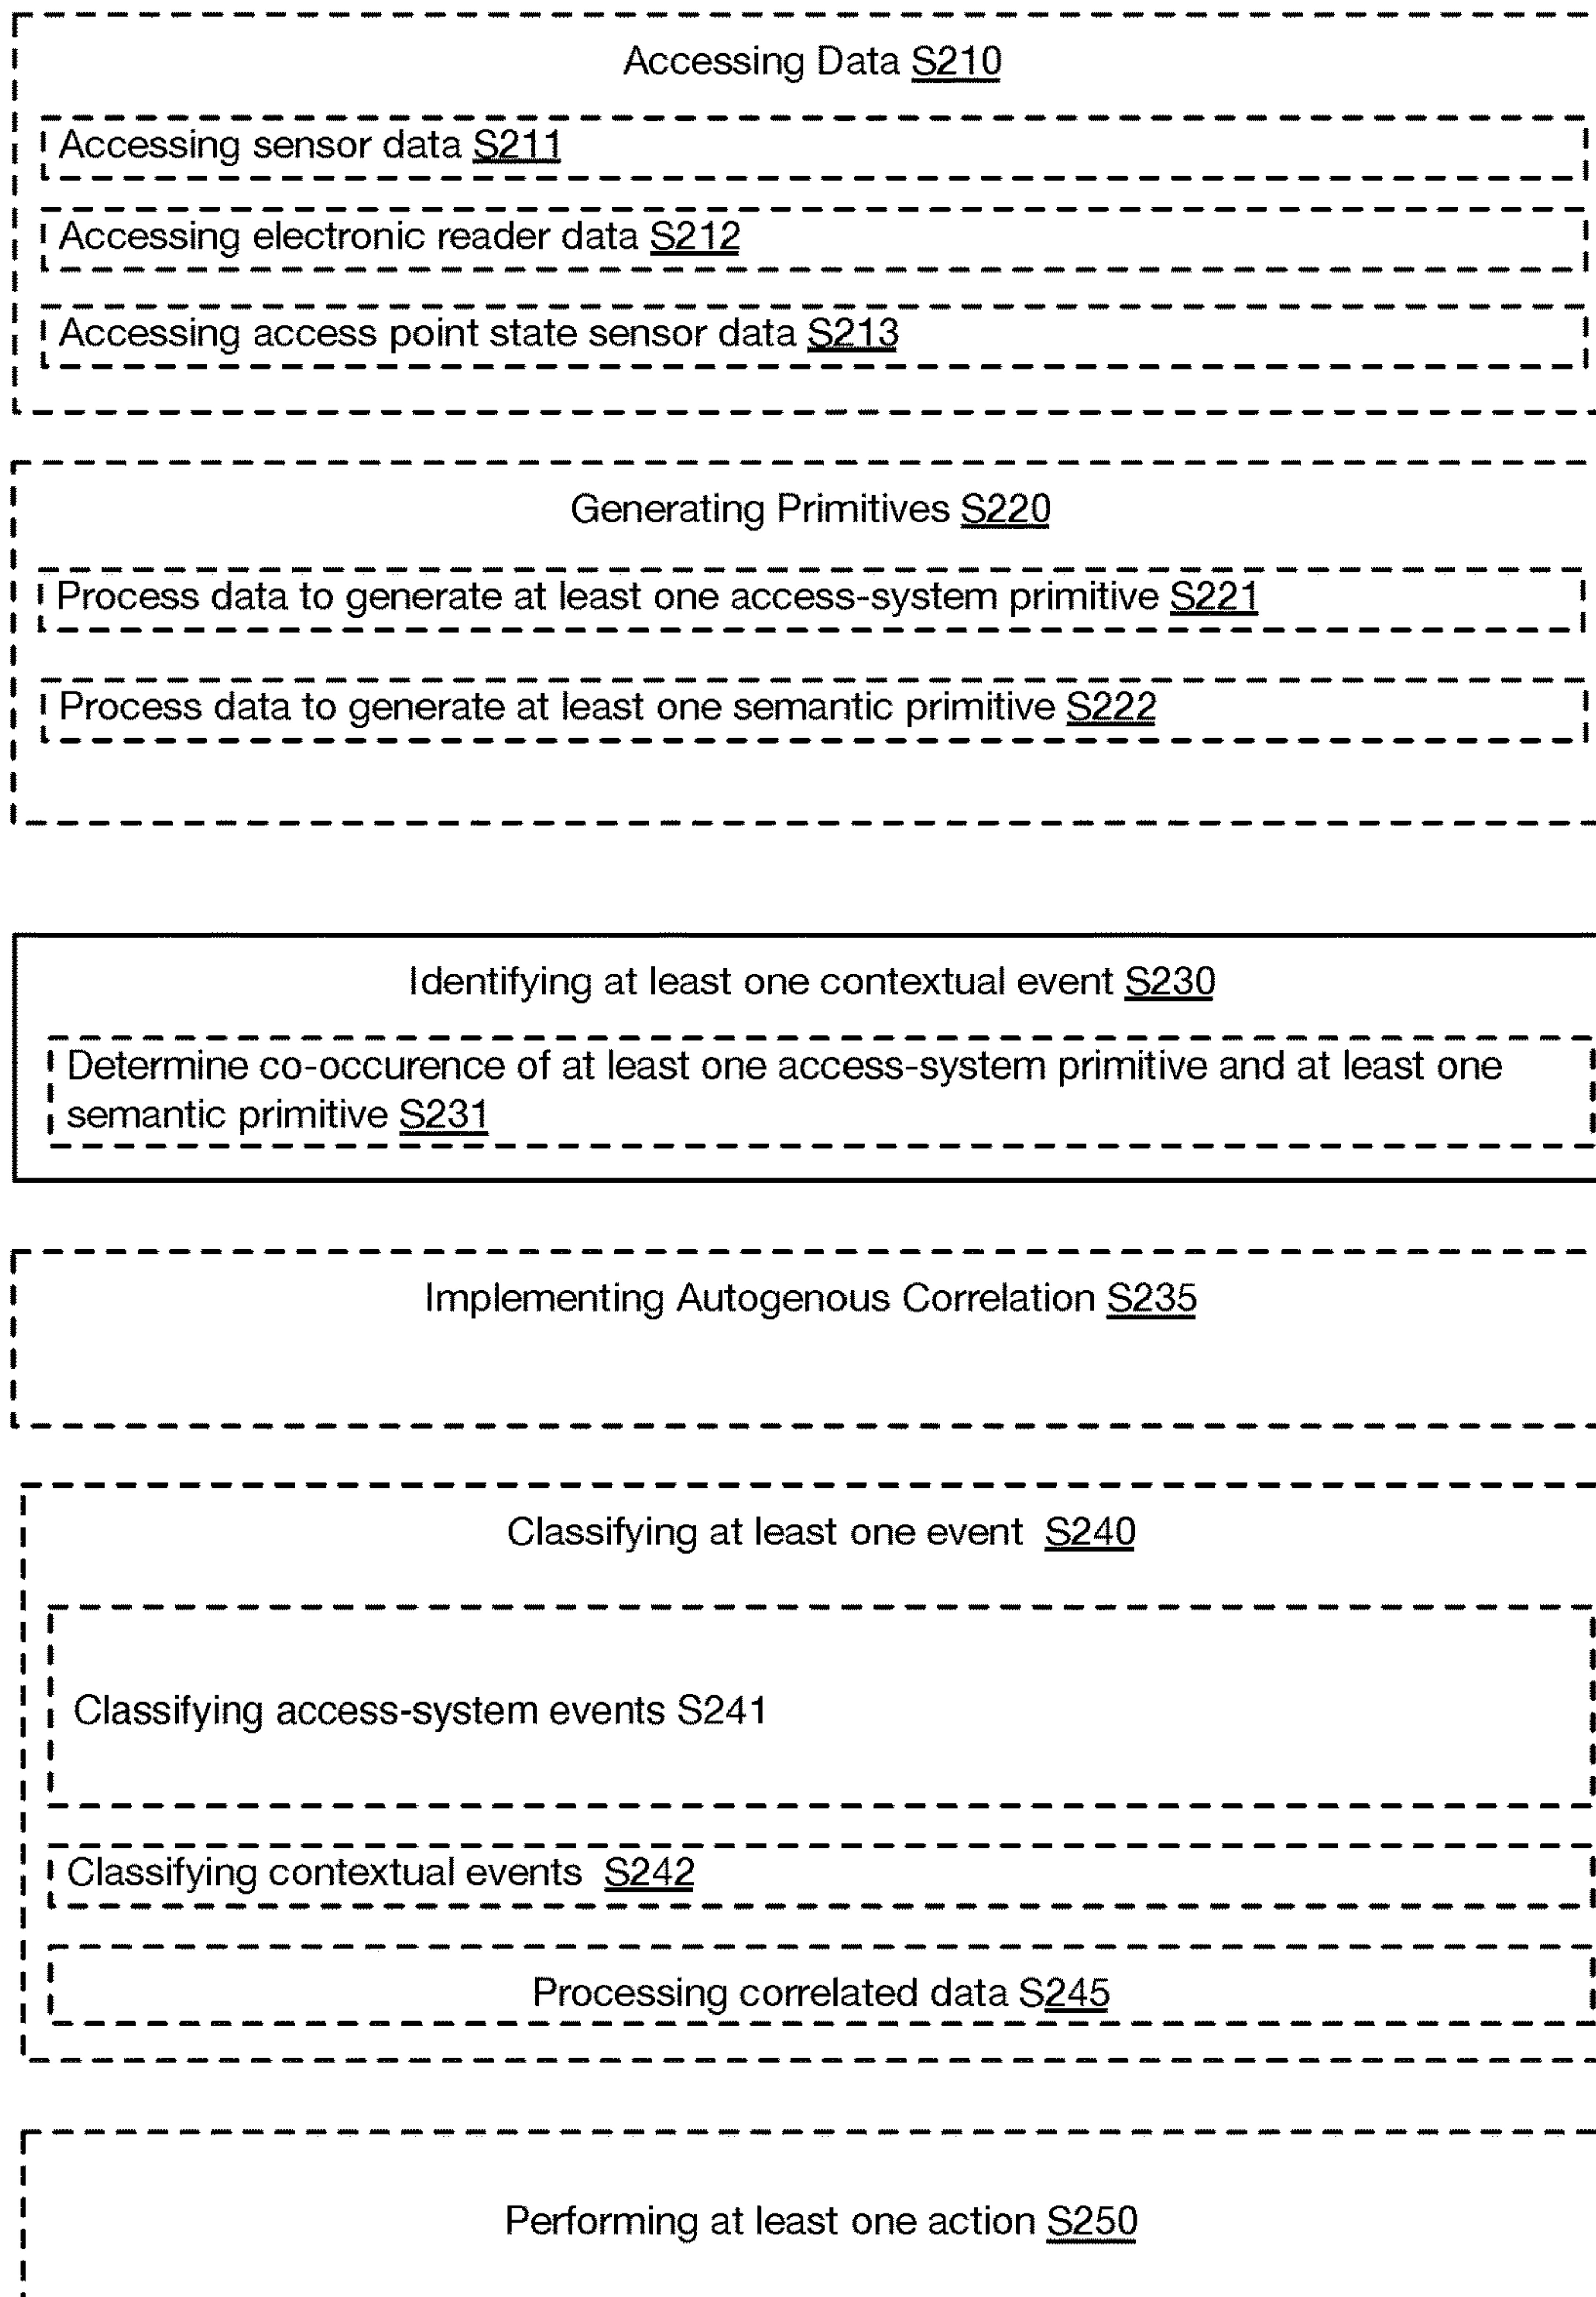 Accessing Data S210
Accessing sensor data S211
Accessing electronic reader data S212
Accessing access point state sensor data S213
Generating Primitives S220
Process data to generate at least one access-system primitive S221
Process data to generate at least one semantic primitive S222
Identifying at least one contextual event S230
Determine co-occurence of at least one access-system primitive and at least one
semantic primitive S231
Implementing Autogenous Correlation S235
Classifying at least one event S240
Classifying access-system events S241
Classifying contextual events S242
Processing correlated data S245
Performing at least one action S250